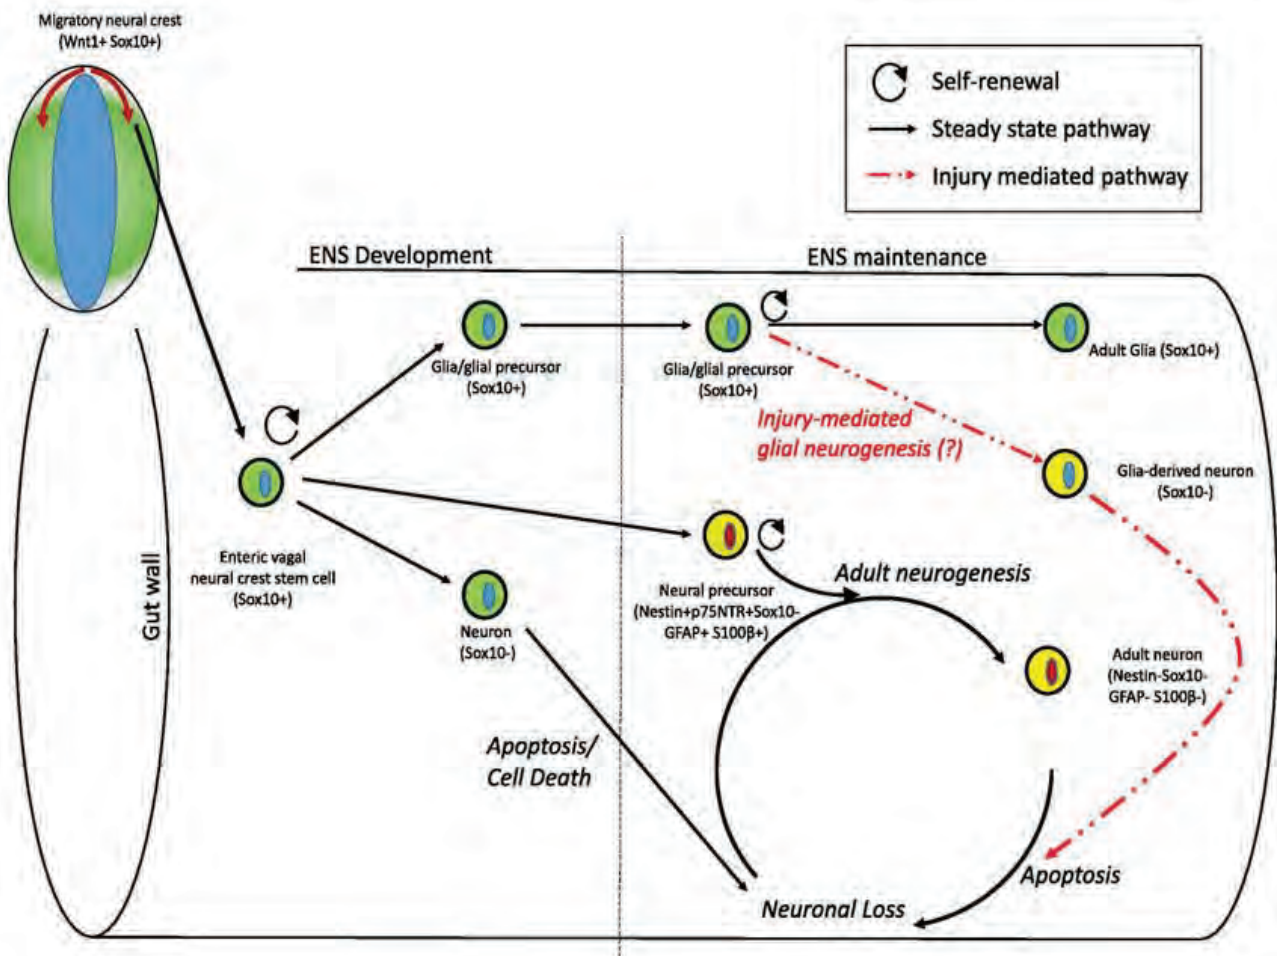 Migratory neural crest
(Wnt1+ Sox10+)
Self-renewal
Steady state pathway
Injury mediated pathway
ENS Development
ENS maintenance
Glia/glial precursor
(Sox10+)
Glia/glial precursor
(Sox10+)
Adult Glia (Sox10+)
Injury-mediated
glial neurogenesis (?)
Glia-derived neuron
(Sox10-)
Enteric vagal
neural crest stem cell
(Sox10+)
Gut wall
Neuron
(Sox10-)
Neural precursor
(Nestin+p75NTR+Sox10-
GFAP+ S100β+)
Adult neurogenesis
Adult neuron
(Nestin-Sox10-
GFAP- S100β-)
Apoptosis/
Cell Death
Apoptosis
Neuronal Loss